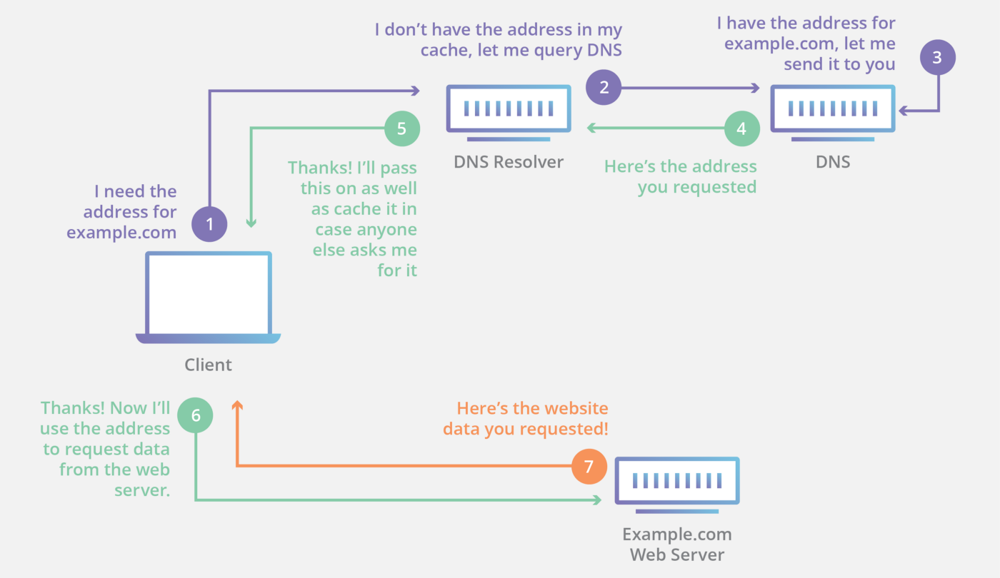 I need the
address for
example.com
1
I don’t have the address in my
cache, let me query DNS
2
I have the address for
example.com, let me
send it to you
3
DNS Resolver
DNS
4
Here’s the address
you requested
5
Thanks! I’ll pass
this on as well
as cache it in
case anyone
else asks me
for it
Client
6
Thanks! Now I’ll
use the address
to request data
from the web
server.
7
Here’s the website
data you requested!
Example.com
Web Server